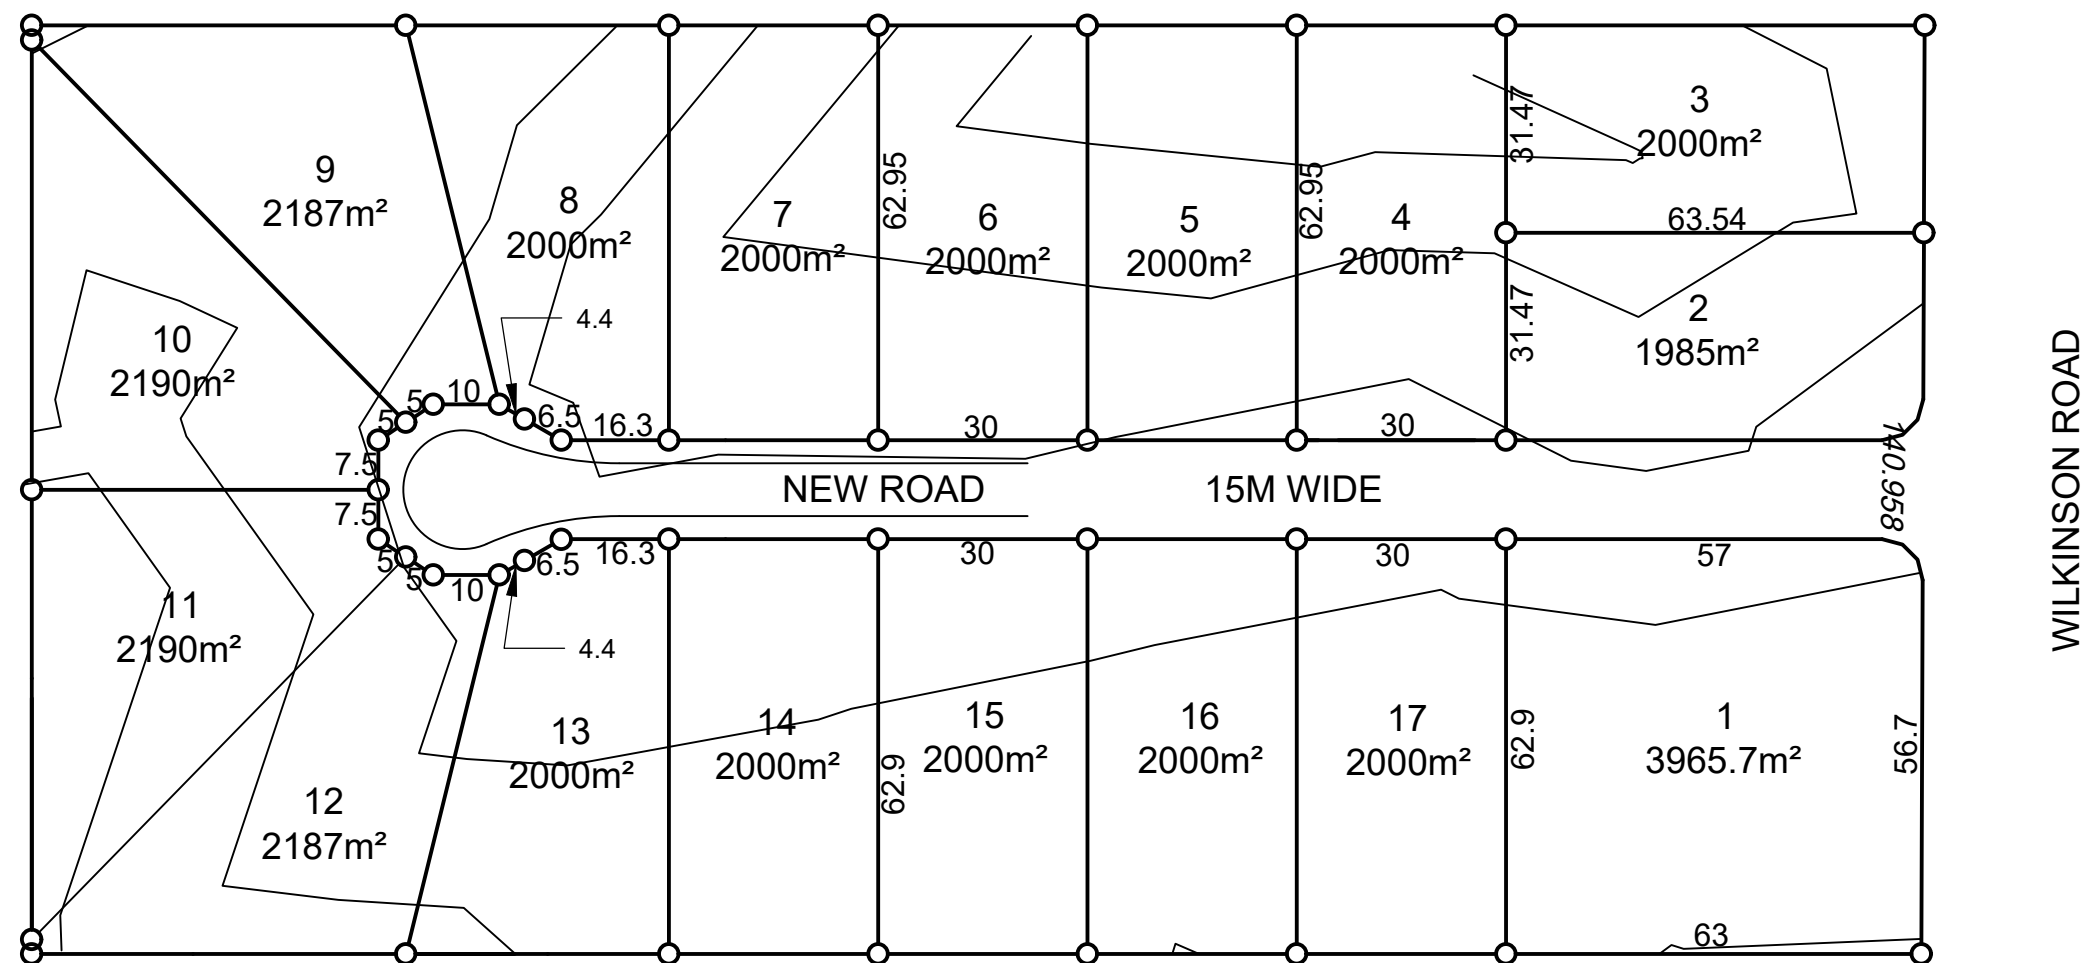 9
2187m²
8
2000m²
7
2000m²
62.95
6
2000m²
5
2000m²
62.95
4
2000m²
31.47
3
2000m²
63.54
31.47
2
1985m²
10
2190m²
4.4
5
5
10
6.5
16.3
30
30
7.5
7.5
NEW ROAD
15M WIDE
140.958
WILKINSON ROAD
5
5
10
6.5
16.3
30
30
57
4.4
11
2190m²
12
2187m²
13
2000m²
14
2000m²
62.9
15
2000m²
16
2000m²
17
2000m²
62.9
1
3965.7m²
56.7
63